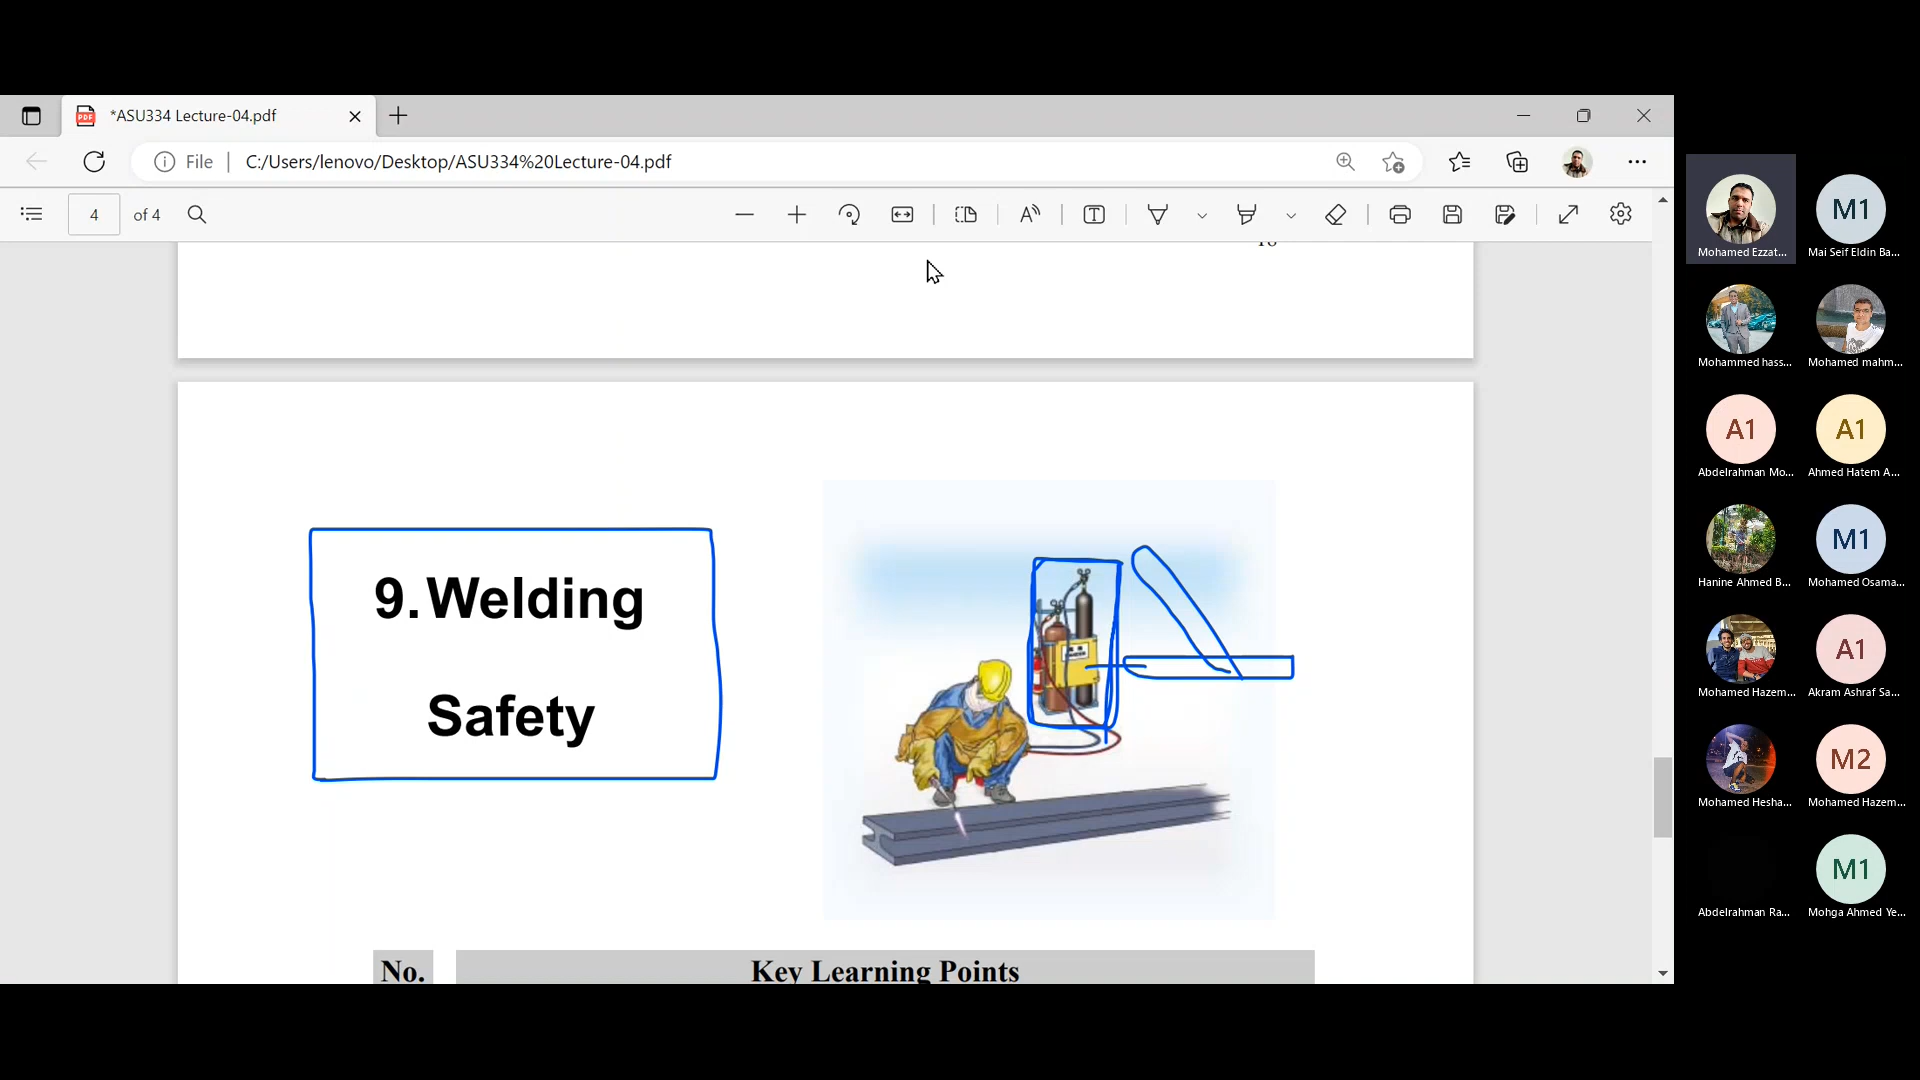 *ASU334 Lecture-04.pdf
File
C:/Users/lenovo/Desktop/ASU334%20Lecture-04.pdf
4 of 4
9. Welding
Safety
No. Key Learning Points
Mohamed Ezzat...
M1
Mai Seif Eldin Ba...
Mohammed hass...
Mohamed mahm...
A1
Abdelrahman Mo...
A1
Ahmed Hatem A...
Hanine Ahmed B...
M1
Mohamed Osama...
Mohamed Hazem...
A1
Akram Ashraf Sa...
Mohamed Hesha...
M2
Mohamed Hazem...
Abdelrahman Ra...
M1
Mohga Ahmed Ye...